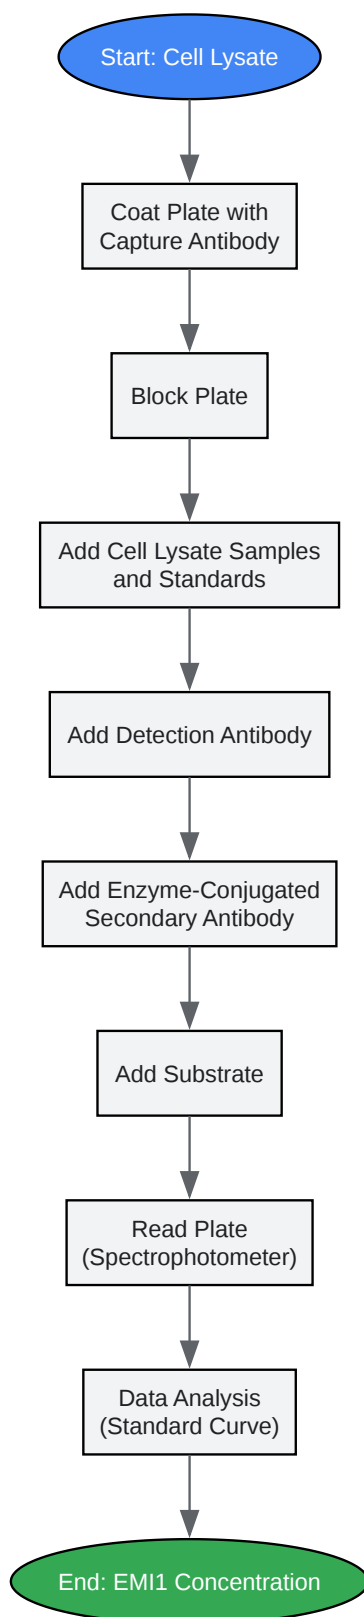 Start: Cell Lysate
Coat Plate with
Capture Antibody
Block Plate
Add Cell Lysate Samples
and Standards
Add Detection Antibody
Add Enzyme-Conjugated
Secondary Antibody
Add Substrate
Read Plate
(Spectrophotometer)
Data Analysis
(Standard Curve)
End: EMI1 Concentration